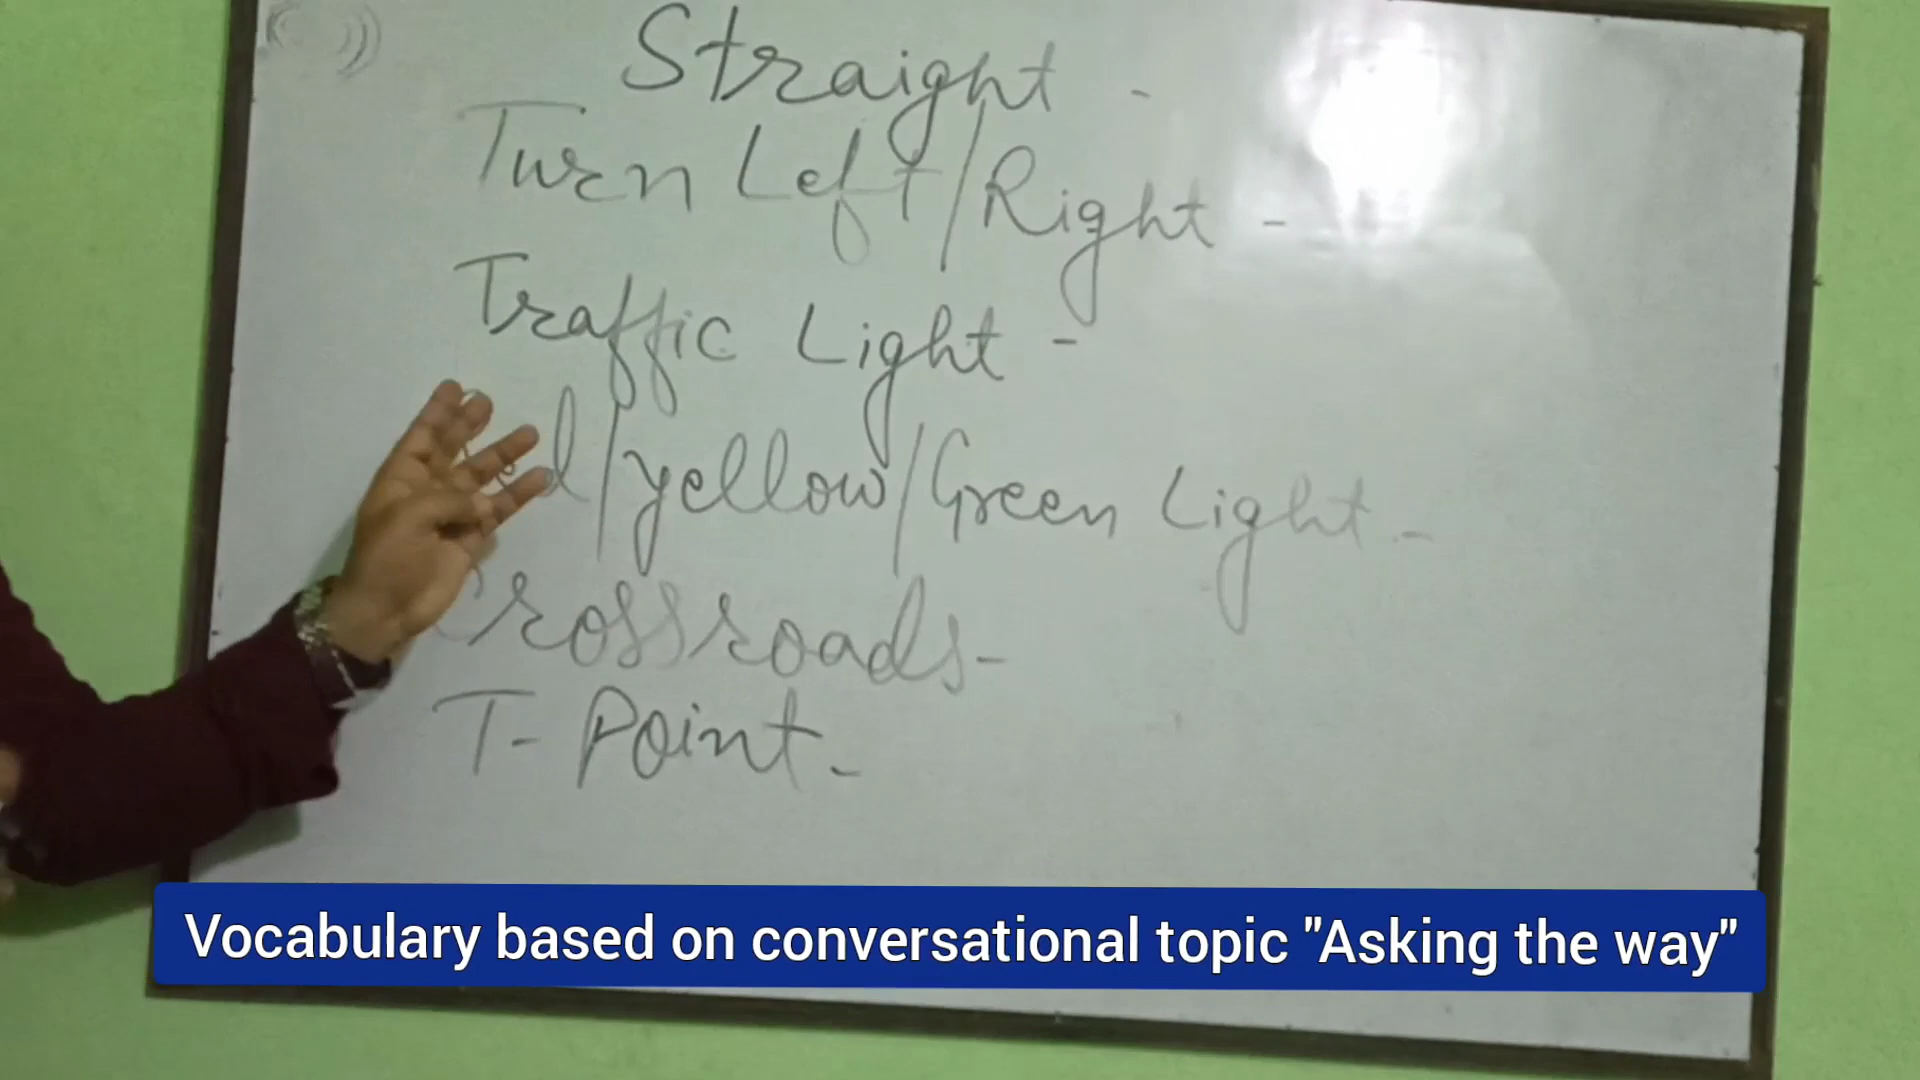 Straight -
Turn Left/Right -
Traffic Light -
Red/yellow/Green Light -
Crossroads -
T- Point -
Vocabulary based on conversational topic "Asking the way"